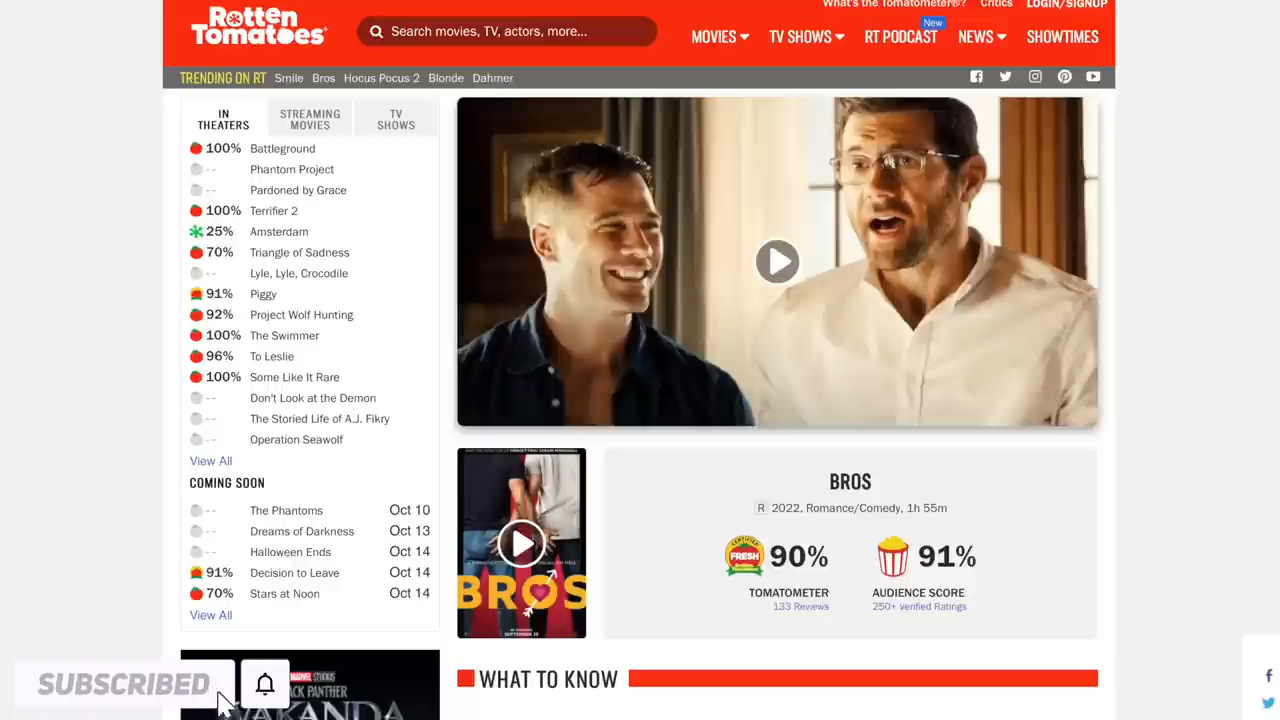 What's the Tomatometer®? Critics LOGIN/SIGNUP
Rotten
Tomatoes
Search movies, TV, actors, more...
New
MOVIES TV SHOWS RT PODCAST NEWS SHOWTIMES
TRENDING ON RT Smile Bros Hocus Pocus 2 Blonde Dahmer
IN
THEATERS
STREAMING
MOVIES
TV
SHOWS
100% Battleground
-- Phantom Project
-- Pardoned by Grace
100% Terrifier 2
25% Amsterdam
70% Triangle of Sadness
-- Lyle, Lyle, Crocodile
91% Piggy
92% Project Wolf Hunting
100% The Swimmer
96% To Leslie
100% Some Like It Rare
-- Don't Look at the Demon
-- The Storied Life of A.J. Fikry
-- Operation Seawolf
View All
COMING SOON
-- The Phantoms Oct 10
-- Dreams of Darkness Oct 13
-- Halloween Ends Oct 14
91% Decision to Leave Oct 14
70% Stars at Noon Oct 14
View All
BROS
BROS
R 2022, Romance/Comedy, 1h 55m
CERTIFIED
FRESH
90%
TOMATOMETER
133 Reviews
91%
AUDIENCE SCORE
250+ Verified Ratings
WHAT TO KNOW
MARVEL STUDIOS
BLACK PANTHER
WAKANDA
SUBSCRIBED